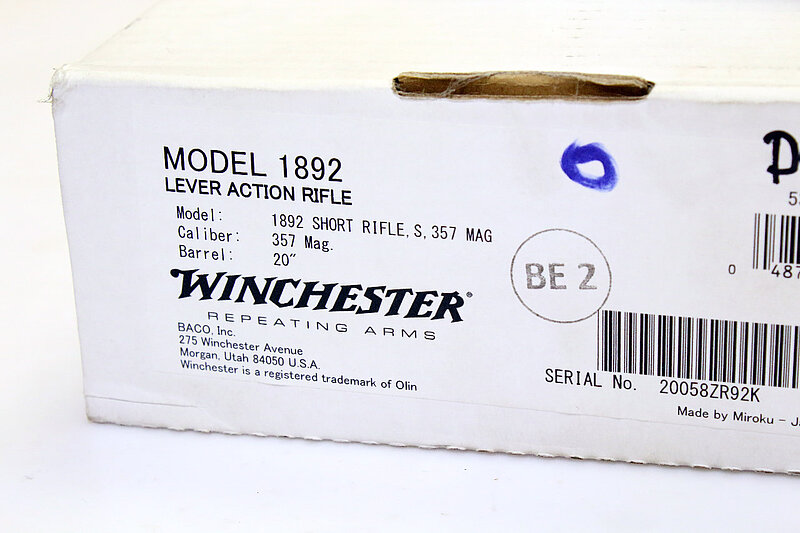 MODEL 1892
LEVER ACTION RIFLE
Model: 1892 SHORT RIFLE,S,357 MAG
Caliber: 357 Mag.
Barrel: 20"
WINCHESTER®
REPEATING ARMS
BACO, Inc.
275 Winchester Avenue
Morgan, Utah 84050 U.S.A.
Winchester is a registered trademark of Olin
BE 2
0 487
SERIAL No. 20058ZR92K
Made by Miroku - J